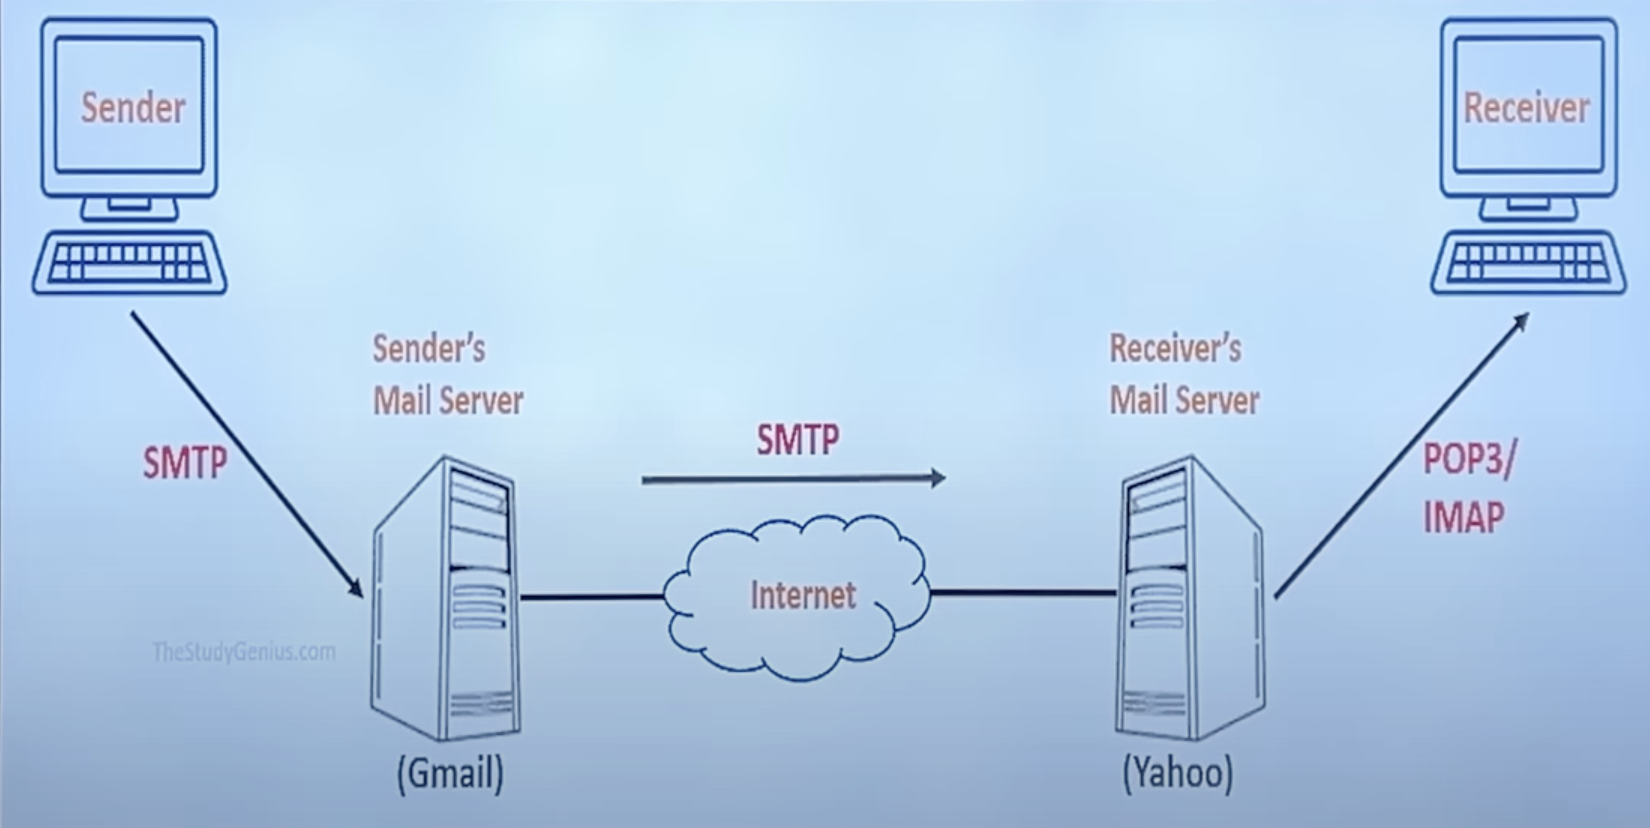 Sender
Receiver
Sender's
Mail Server
Receiver's
Mail Server
SMTP
SMTP
POP3/
IMAP
Internet
TheStudyGenius.com
(Gmail)
(Yahoo)